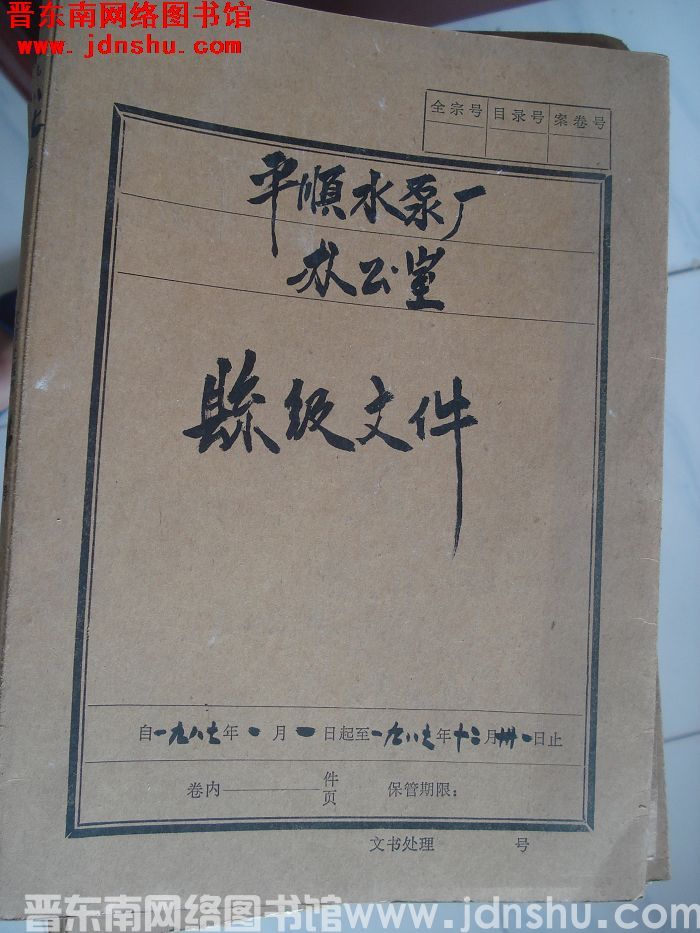 晋东南网络图书馆
www.jdnshu.com
全宗号 目录号 案卷号
平順水泵厂
办公室
縣级文件
自一九八七年一月一日起至一九八七年十二月卅一日止
卷内 件页 保管期限：
文书处理 号
晋东南网络图书馆www.jdnshu.com